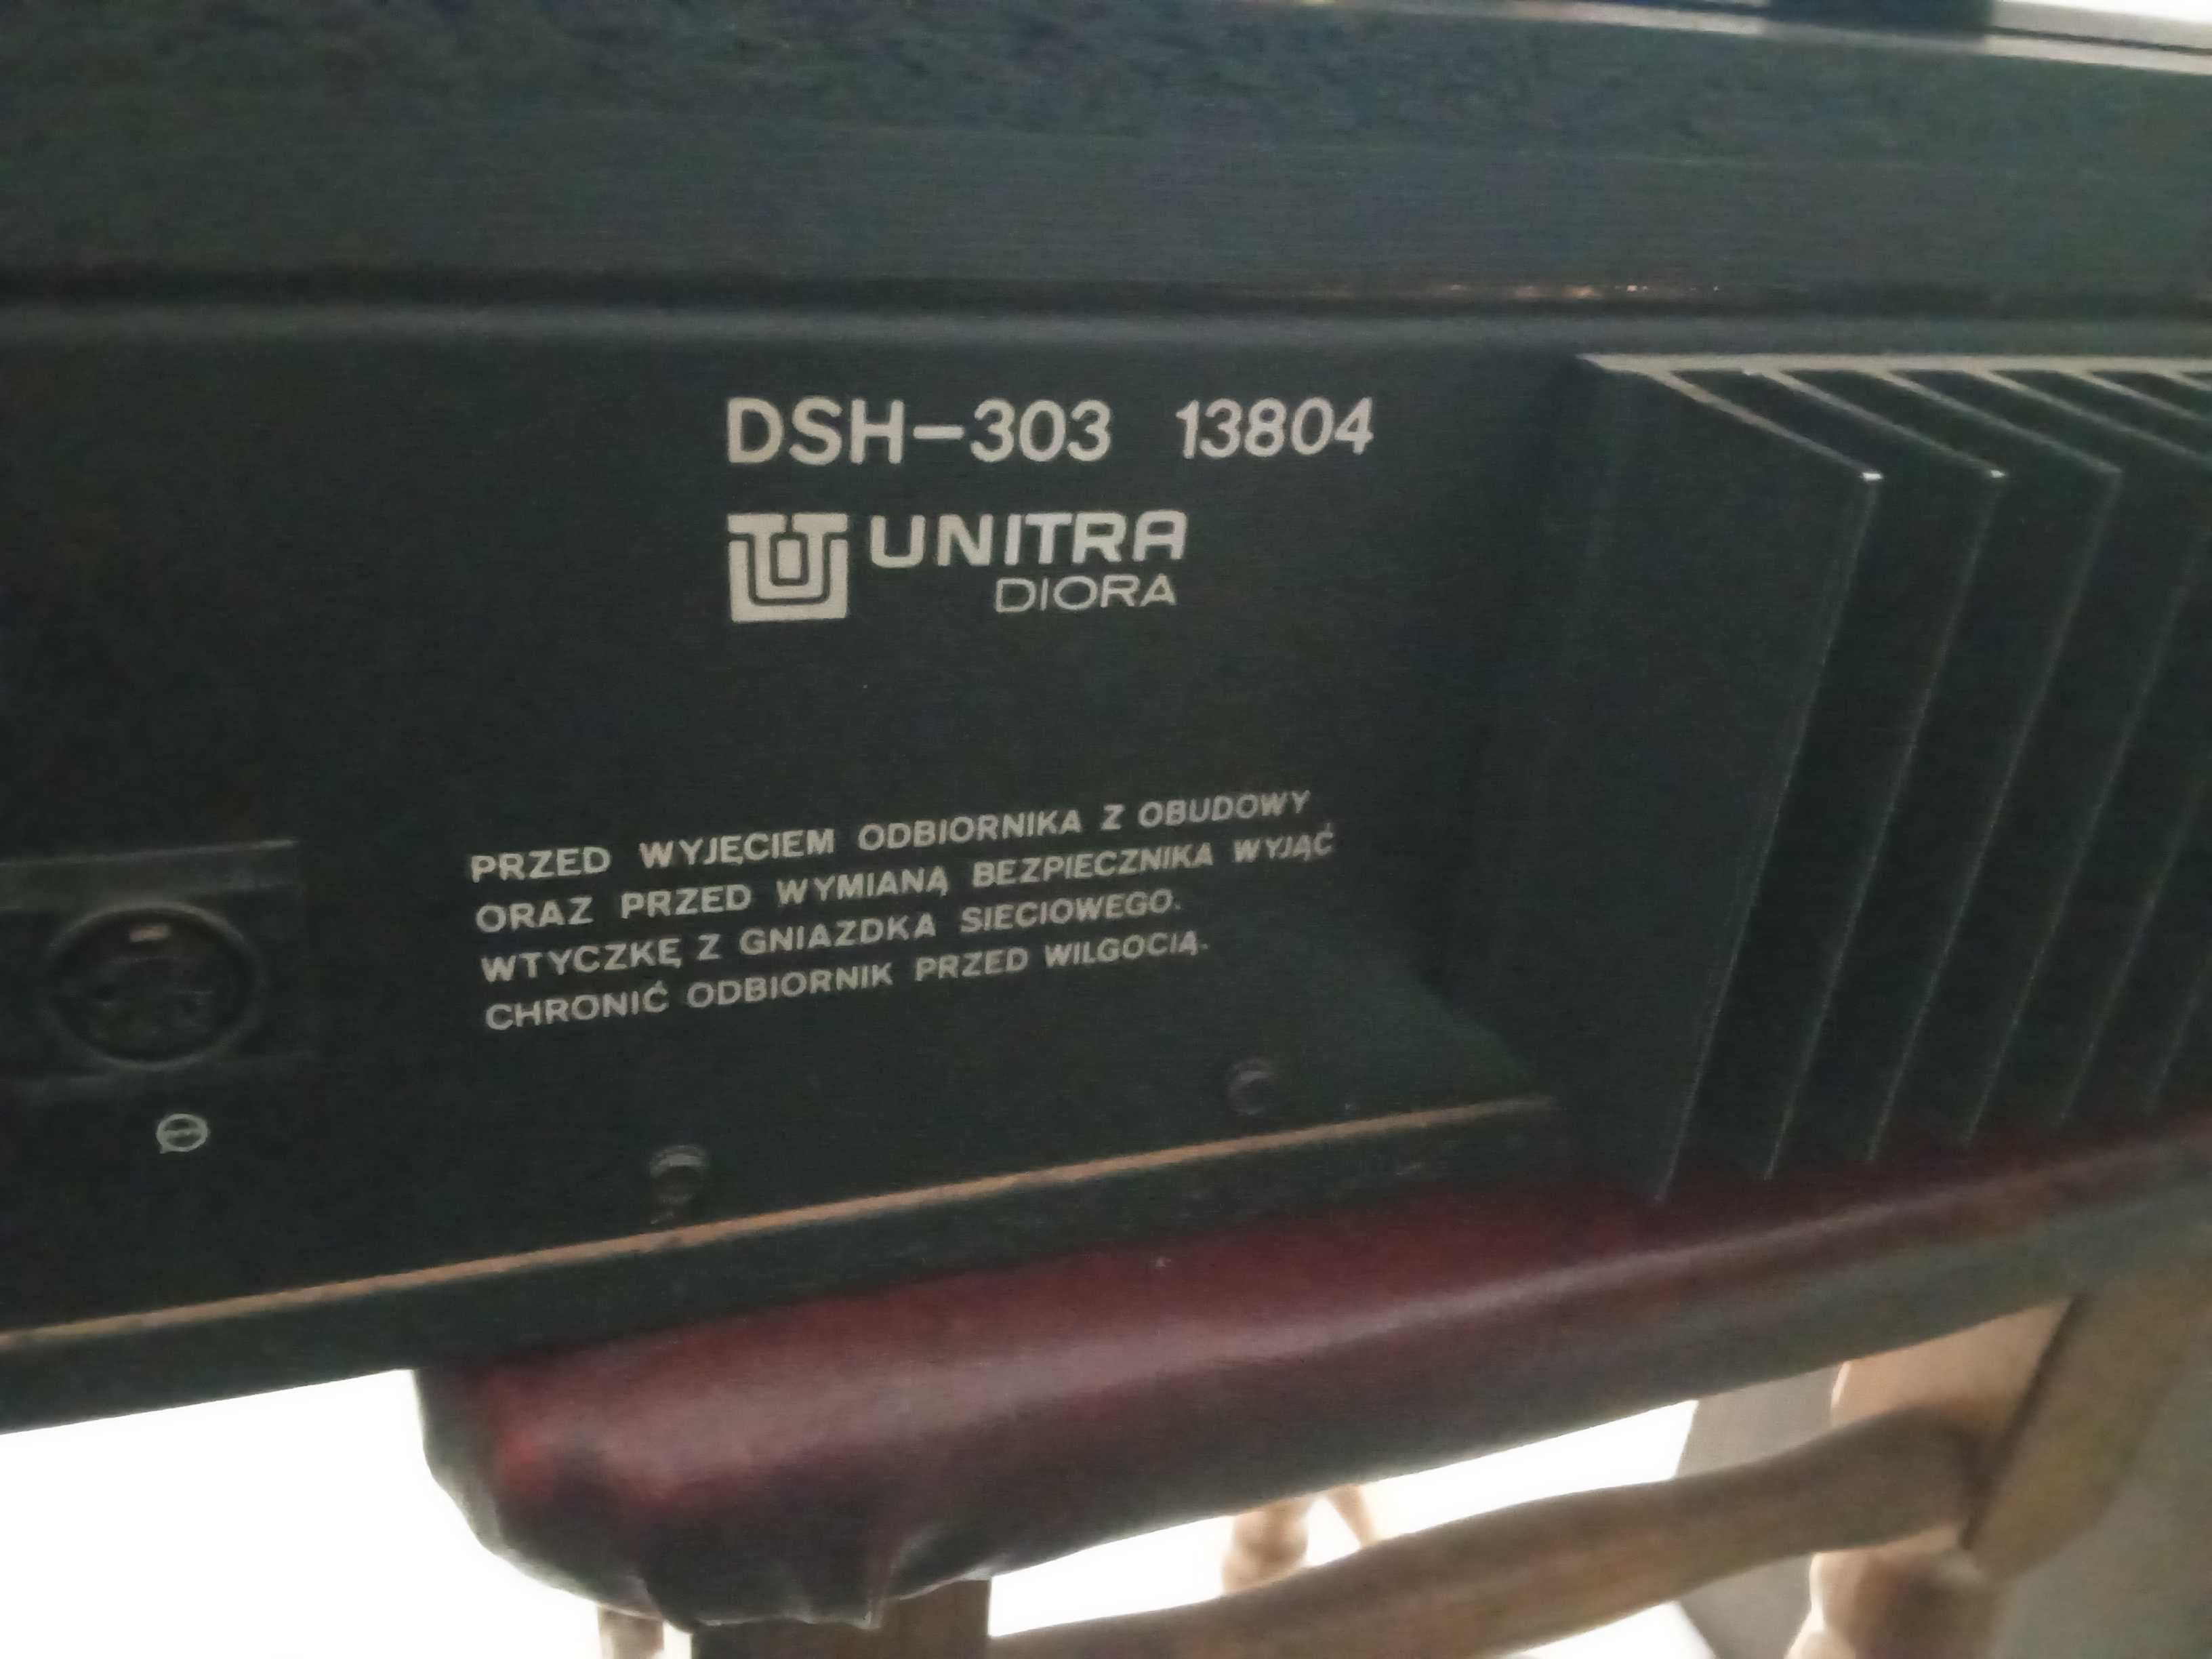 DSH-303 13804
UNITRA
DIORA
PRZED WYJĘCIEM ODBIORNIKA Z OBUDOWY
ORAZ PRZED WYMIANĄ BEZPIECZNIKA WYJĄĆ
WTYCZKĘ Z GNIAZDKA SIECIOWEGO.
CHRONIĆ ODBIORNIK PRZED WILGOCIĄ.